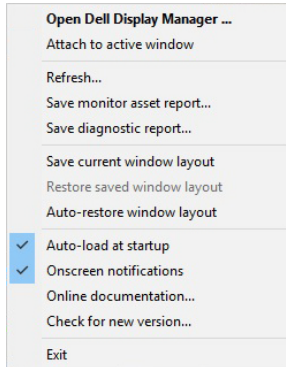 Open Dell Display Manager ...
Attach to active window
Refresh...
Save monitor asset report...
Save diagnostic report...
Save current window layout
Restore saved window layout
Auto-restore window layout
Auto-load at startup
Onscreen notifications
Online documentation...
Check for new version...
Exit